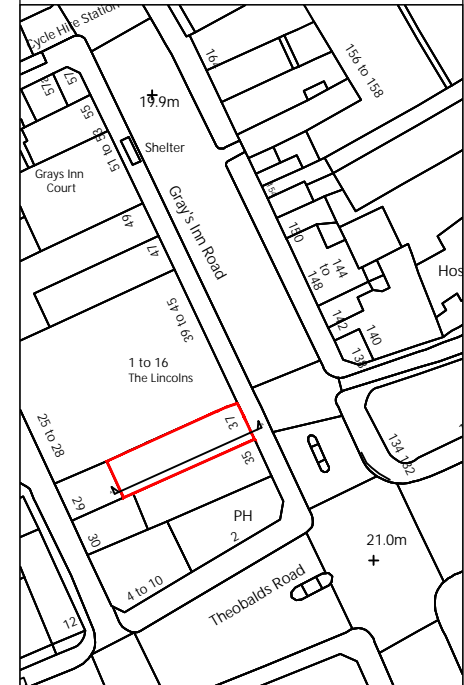 Cycle Hire Station
57a
57
55
51 to 53
19.9m
Shelter
Grays Inn
Court
49
47
Gray's Inn Road
39 to 45
156 to 158
150
144
to
148
142
140
Hos
1 to 16
The Lincolns
37
35
25 to 28
29
30
PH
2
4 to 10
12
Theobalds Road
21.0m
134
132